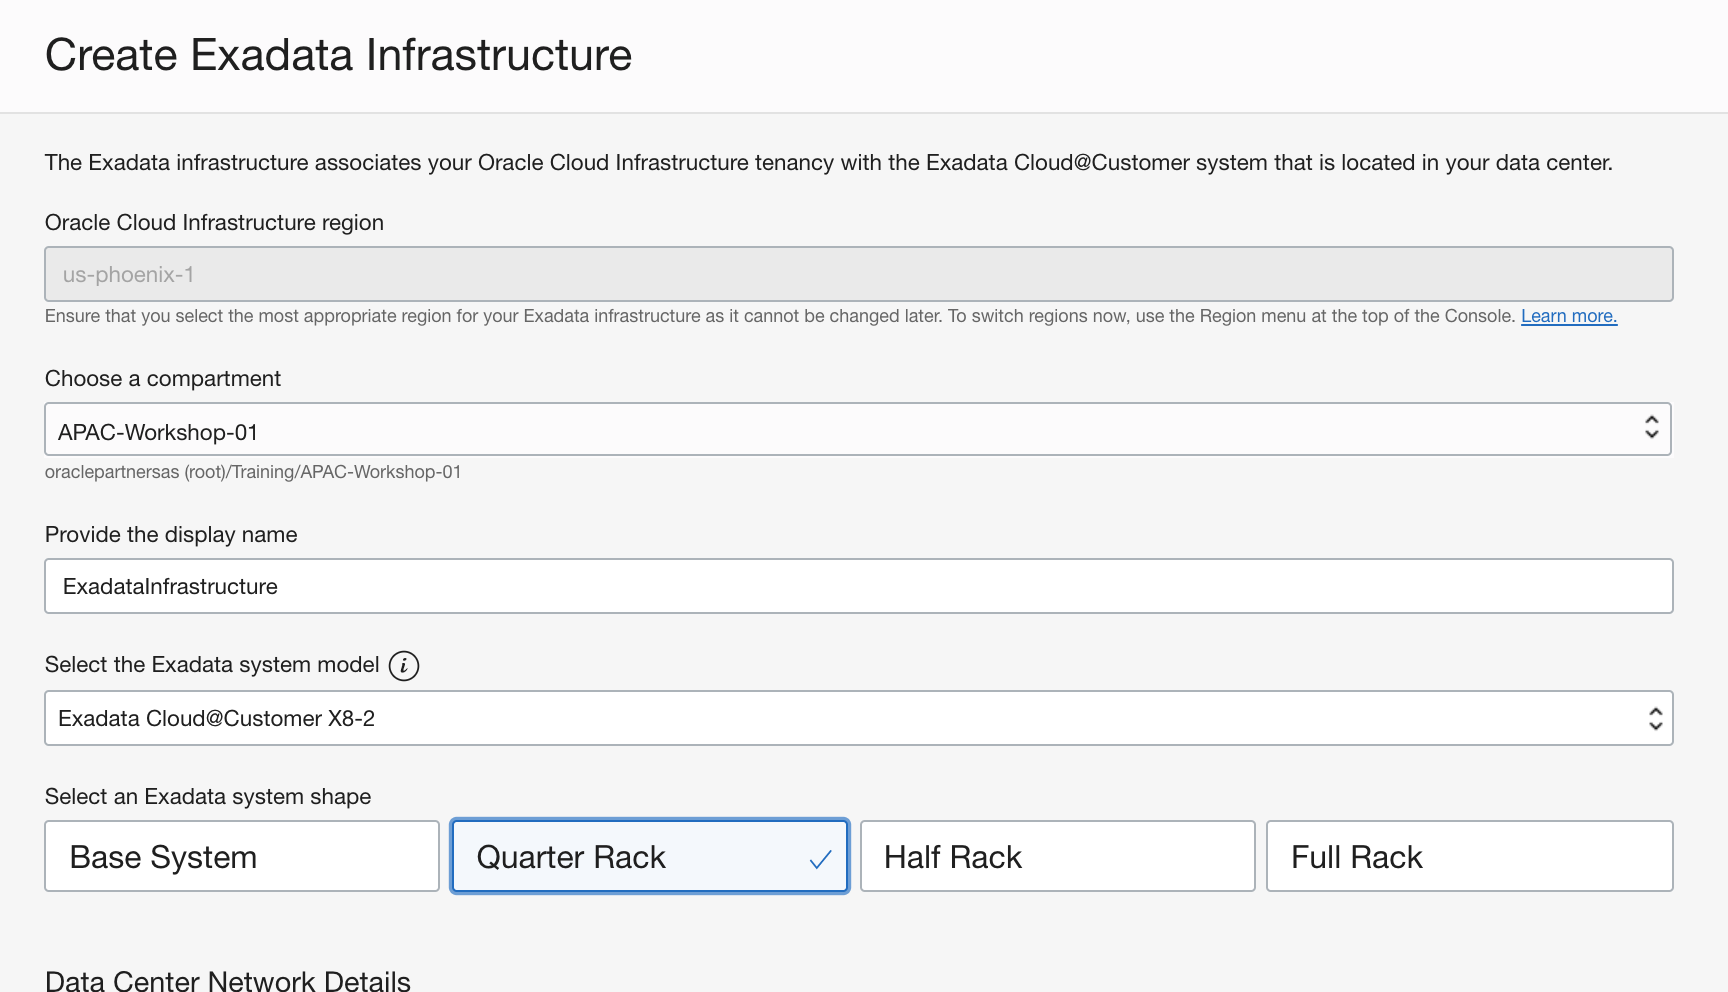 Create Exadata Infrastructure
The Exadata infrastructure associates your Oracle Cloud Infrastructure tenancy with the Exadata Cloud@Customer system that is located in your data center.
Oracle Cloud Infrastructure region
us-phoenix-1
Ensure that you select the most appropriate region for your Exadata infrastructure as it cannot be changed later. To switch regions now, use the Region menu at the top of the Console. Learn more.
Choose a compartment
APAC-Workshop-01
oraclepartnersas (root)/Training/APAC-Workshop-01
Provide the display name
ExadataInfrastructure
Select the Exadata system model i
Exadata Cloud@Customer X8-2
Select an Exadata system shape
Base System Quarter Rack Half Rack Full Rack
Data Center Network Details